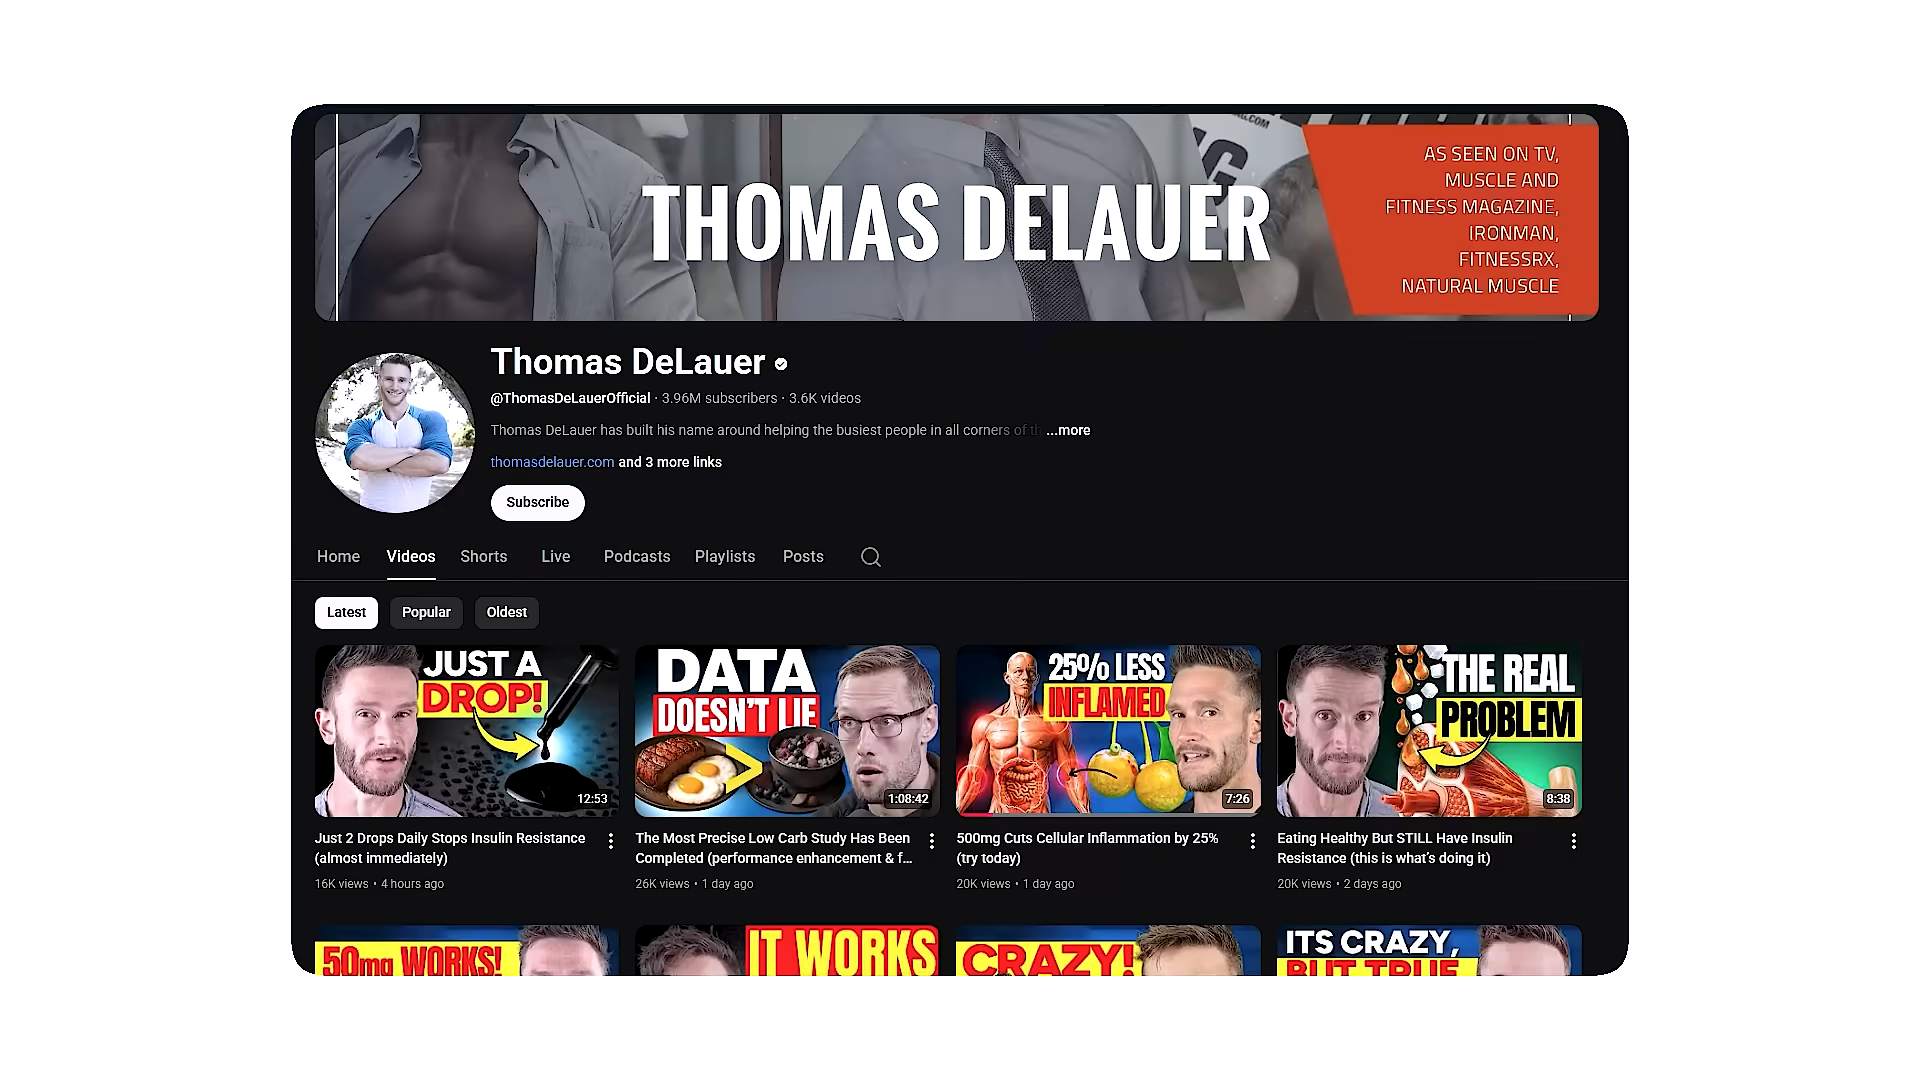 .COM
THOMAS DELAUER
AS SEEN ON TV,
MUSCLE AND
FITNESS MAGAZINE,
IRONMAN,
FITNESSRX,
NATURAL MUSCLE
Thomas DeLauer
@ThomasDeLauerOfficial · 3.96M subscribers · 3.6K videos
Thomas DeLauer has built his name around helping the busiest people in all corners of ...more
thomasdelauer.com and 3 more links
Subscribe
Home Videos Shorts Live Podcasts Playlists Posts
Latest Popular Oldest
JUST A
DROP!
12:53
DATA
DOESN'T LIE
1:08:42
25% LESS
INFLAMED
7:26
THE REAL
PROBLEM
8:38
Just 2 Drops Daily Stops Insulin Resistance
(almost immediately)
16K views • 4 hours ago
The Most Precise Low Carb Study Has Been
Completed (performance enhancement & f...
26K views • 1 day ago
500mg Cuts Cellular Inflammation by 25%
(try today)
20K views • 1 day ago
Eating Healthy But STILL Have Insulin
Resistance (this is what's doing it)
20K views • 2 days ago
50mg WORKS!
IT WORKS
CRAZY!
ITS CRAZY,
BUT TRUE